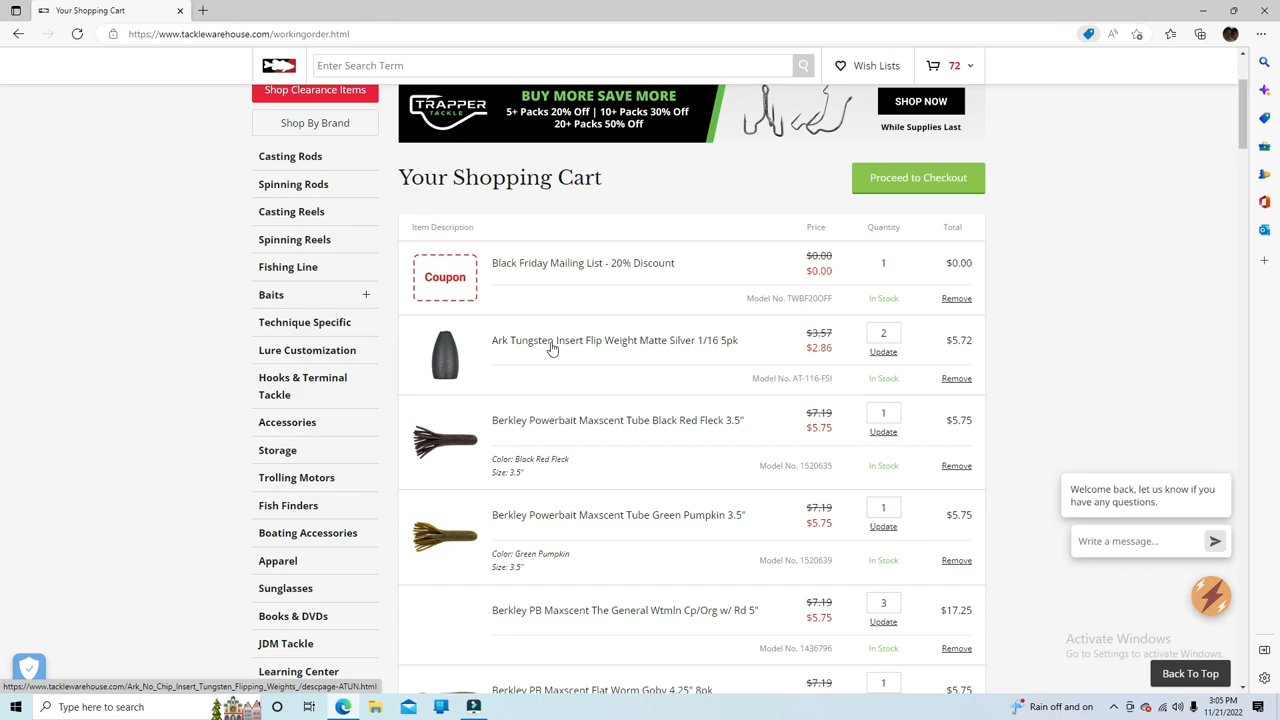 Your Shopping Cart
https://www.tacklewarehouse.com/workingorder.html
Enter Search Term
Wish Lists
72
Shop Clearance Items
Shop By Brand
Casting Rods
Spinning Rods
Casting Reels
Spinning Reels
Fishing Line
Baits
Technique Specific
Lure Customization
Hooks & Terminal
Tackle
Accessories
Storage
Trolling Motors
Fish Finders
Boating Accessories
Apparel
Sunglasses
Books & DVDs
JDM Tackle
Learning Center
TRAPPER
TACKLE
BUY MORE SAVE MORE
5+ Packs 20% Off | 10+ Packs 30% Off
20+ Packs 50% Off
SHOP NOW
While Supplies Last
Your Shopping Cart
Proceed to Checkout
Item Description Price Quantity Total
Coupon
Black Friday Mailing List - 20% Discount $0.00 1 $0.00
$0.00
Model No. TWBF20OFF In Stock Remove
Ark Tungsten Insert Flip Weight Matte Silver 1/16 5pk $3.57 2 $5.72
$2.86 Update
Model No. AT-116-FSI In Stock Remove
Berkley Powerbait Maxscent Tube Black Red Fleck 3.5" $7.19 1 $5.75
$5.75 Update
Color: Black Red Fleck
Size: 3.5"
Model No. 1520635 In Stock Remove
Berkley Powerbait Maxscent Tube Green Pumpkin 3.5" $7.19 1 $5.75
$5.75 Update
Color: Green Pumpkin
Size: 3.5"
Model No. 1520639 In Stock Remove
Berkley PB Maxscent The General Wtmln Cp/Org w/ Rd 5" $7.19 3 $17.25
$5.75 Update
Model No. 1436796 In Stock Remove
Berkley PB Maxscent Flat Worm Goby 4.25" 8pk $7.19 1 $5.75
Welcome back, let us know if you
have any questions.
Write a message...
Activate Windows
Go to Settings to activate Windows.
Back To Top
https://www.tacklewarehouse.com/Ark_No_Chip_Insert_Tungsten_Flipping_Weights_/descpage-ATUN.html
Type here to search
Rain off and on
3:05 PM
11/21/2022